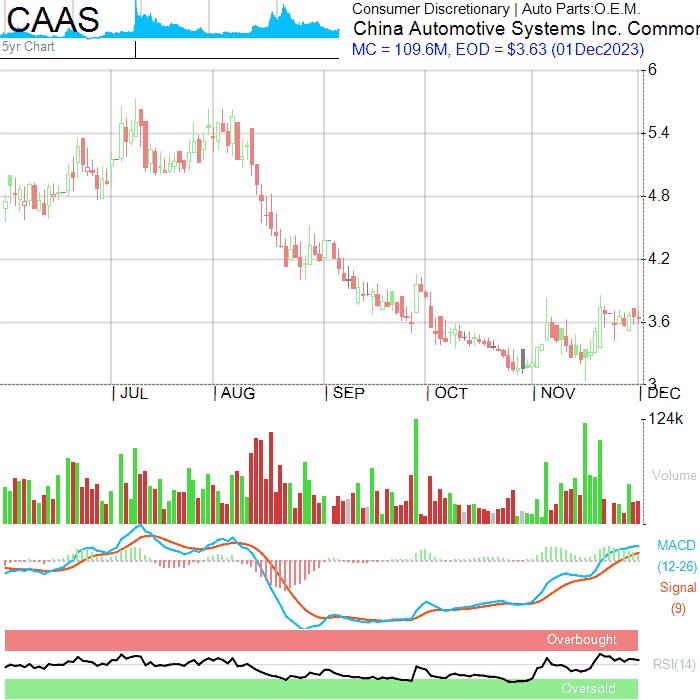 CAAS
Consumer Discretionary | Auto Parts:O.E.M.
China Automotive Systems Inc. Common
5yr Chart
MC = 109.6M, EOD = $3.63 (01Dec2023)
6
5.4
4.8
4.2
3.6
3
JUL AUG SEP OCT NOV DEC
124k
Volume
MACD
(12-26)
Signal
(9)
Overbought
RSI(14)
Oversold